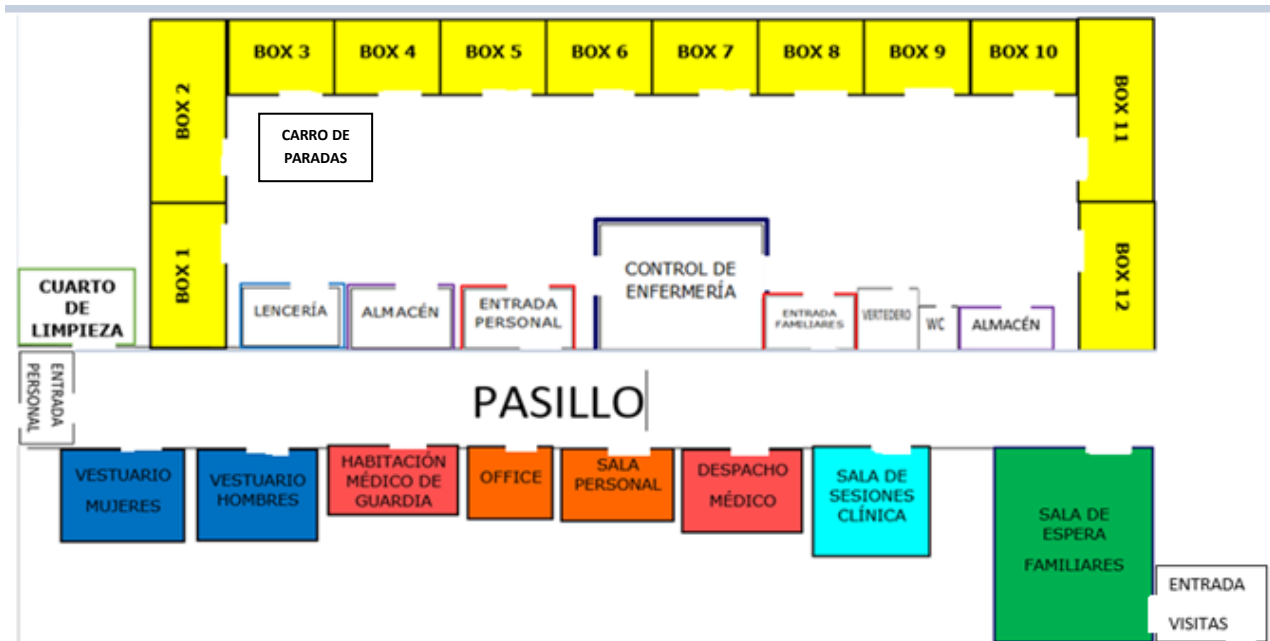 BOX 2
BOX 3
BOX 4
BOX 5
BOX 6
BOX 7
BOX 8
BOX 9
BOX 10
BOX 11
CARRO DE
PARADAS
BOX 1
BOX 12
CUARTO
DE
LIMPIEZA
LENCERÍA
ALMACÉN
ENTRADA
PERSONAL
CONTROL DE
ENFERMERÍA
ENTRADA
FAMILIARES
VERTEDERO
WC
ALMACÉN
ENTRADA
PERSONAL
PASILLO
VESTUARIO
MUJERES
VESTUARIO
HOMBRES
HABITACIÓN
MÉDICO DE
GUARDIA
OFFICE
SALA
PERSONAL
DESPACHO
MÉDICO
SALA DE
SESIONES
CLÍNICA
SALA DE
ESPERA
FAMILIARES
ENTRADA
VISITAS